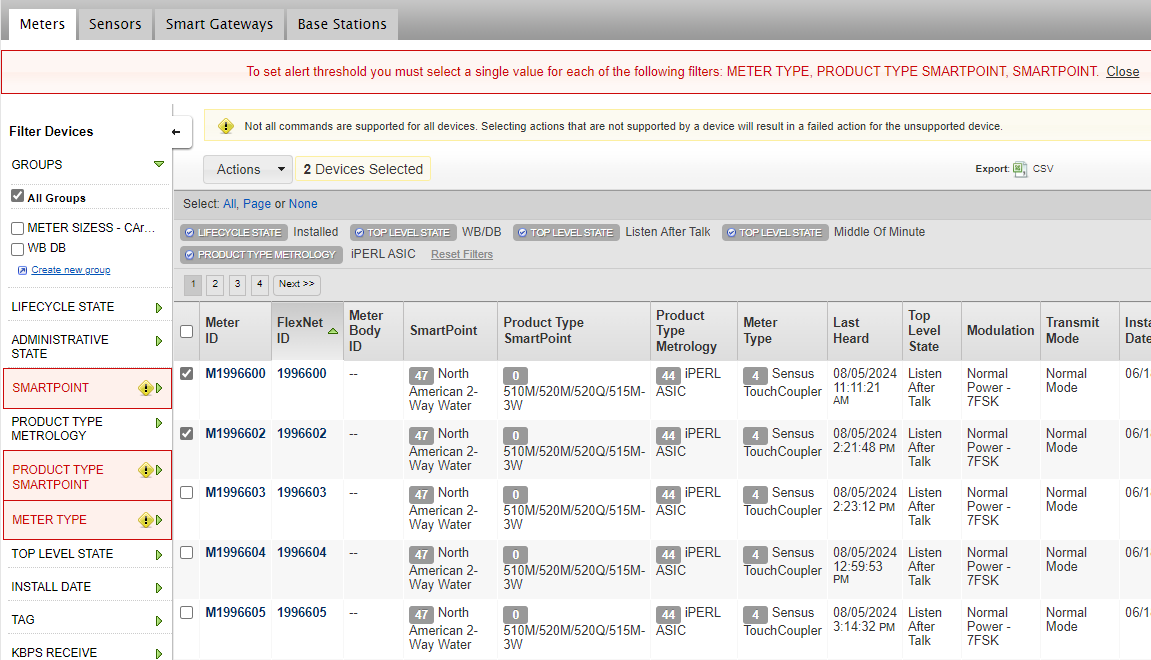 Meters Sensors Smart Gateways Base Stations
To set alert threshold you must select a single value for each of the following filters: METER TYPE, PRODUCT TYPE SMARTPOINT, SMARTPOINT. Close
Filter Devices
GROUPS
All Groups
METER SIZESS - CAr...
WB DB
Create new group
LIFECYCLE STATE
ADMINISTRATIVE
STATE
SMARTPOINT
PRODUCT TYPE
METROLOGY
PRODUCT TYPE
SMARTPOINT
METER TYPE
TOP LEVEL STATE
INSTALL DATE
TAG
KBPS RECEIVE
Not all commands are supported for all devices. Selecting actions that are not supported by a device will result in a failed action for the unsupported device.
Actions 2 Devices Selected Export: CSV
Select: All, Page or None
LIFECYCLE STATE Installed TOP LEVEL STATE WB/DB TOP LEVEL STATE Listen After Talk TOP LEVEL STATE Middle Of Mount
PRODUCT TYPE METROLOGY iPERL ASIC Reset Filters
1 2 3 4 Next >>
Meter FlexNet Meter SmartPoint Product Type Product Meter Last Top Modulation Transmit Insta
ID ID Body SmartPoint Type Type Heard Level Mode Date
ID Metrology State
M1996600 1996600 -- 47 North 0 44 iPERL 4 Sensus 08/05/2024 Listen Normal Normal 06/1
American 2- 510M/520M/520Q/515M- ASIC TouchCoupler 11:11:21 After Power - Mode
Way Water 3W AM Talk 7FSK
M1996602 1996602 -- 47 North 0 44 iPERL 4 Sensus 08/05/2024 Listen Normal Normal 06/1
American 2- 510M/520M/520Q/515M- ASIC TouchCoupler 2:21:48 PM After Power - Mode
Way Water 3W Talk 7FSK
M1996603 1996603 -- 47 North 0 44 iPERL 4 Sensus 08/05/2024 Listen Normal Normal 06/1
American 2- 510M/520M/520Q/515M- ASIC TouchCoupler 2:23:12 PM After Power - Mode
Way Water 3W Talk 7FSK
M1996604 1996604 -- 47 North 0 44 iPERL 4 Sensus 08/05/2024 Listen Normal Normal 06/1
American 2- 510M/520M/520Q/515M- ASIC TouchCoupler 12:59:53 After Power - Mode
Way Water 3W PM Talk 7FSK
M1996605 1996605 -- 47 North 0 44 iPERL 4 Sensus 08/05/2024 Listen Normal Normal 06/1
American 2- 510M/520M/520Q/515M- ASIC TouchCoupler 3:14:32 PM After Power - Mode
Way Water 3W Talk 7FSK